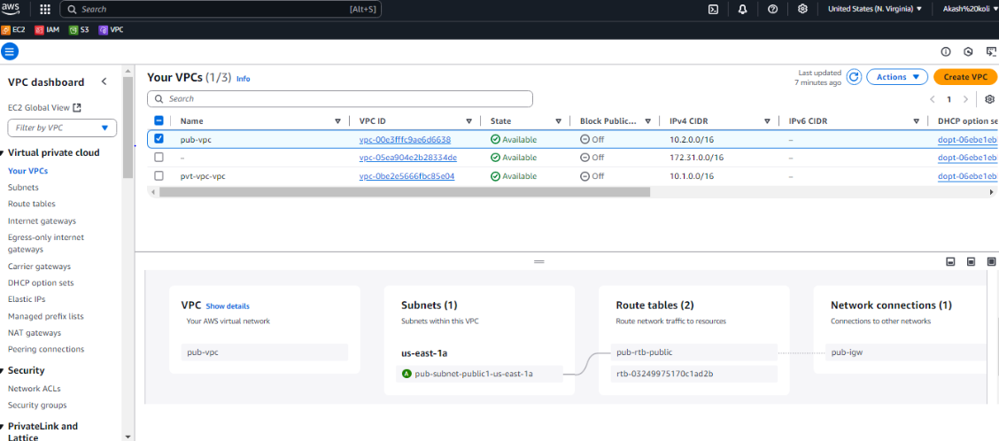 aws Search [Alt+S] United States (N. Virginia) Akash%20koli
EC2 IAM S3 VPC
VPC dashboard
EC2 Global View
Filter by VPC
Virtual private cloud
Your VPCs
Subnets
Route tables
Internet gateways
Egress-only internet
gateways
Carrier gateways
DHCP option sets
Elastic IPs
Managed prefix lists
NAT gateways
Peering connections
Security
Network ACLs
Security groups
PrivateLink and
Lattice
Your VPCs (1/3) Info
Last updated
7 minutes ago
Actions
Create VPC
Search
1
Name VPC ID State Block Public... IPv4 CIDR IPv6 CIDR DHCP option se
pub-vpc vpc-00e3fffc9ae6d6638 Available Off 10.2.0.0/16 – dopt-06ebe1eb
– vpc-05ea904e2b28334de Available Off 172.31.0.0/16 – dopt-06ebe1eb
pvt-vpc-vpc vpc-0be2e5666fbc85e04 Available Off 10.1.0.0/16 – dopt-06ebe1eb
VPC Show details
Your AWS virtual network
pub-vpc
Subnets (1)
Subnets within this VPC
us-east-1a
A pub-subnet-public1-us-east-1a
Route tables (2)
Route network traffic to resources
pub-rtb-public
rtb-03249975170c1ad2b
Network connections (1)
Connections to other networks
pub-igw